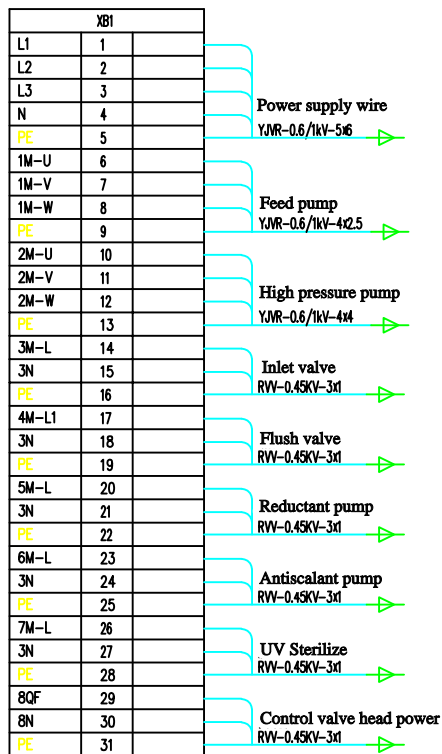 XB1
L1 1
L2 2
L3 3
N 4
Power supply wire
PE 5 YJVR-0.6/1kV-5x6
1M-U 6
1M-V 7
1M-W 8
Feed pump
PE 9 YJVR-0.6/1kV-4x2.5
2M-U 10
2M-V 11
2M-W 12
High pressure pump
PE 13 YJVR-0.6/1kV-4x4
3M-L 14
3N 15
Inlet valve
PE 16 RVV-0.45KV-3x1
4M-L1 17
3N 18
Flush valve
PE 19 RVV-0.45KV-3x1
5M-L 20
3N 21
Reductant pump
PE 22 RVV-0.45KV-3x1
6M-L 23
3N 24
Antiscalant pump
PE 25 RVV-0.45KV-3x1
7M-L 26
3N 27
UV Sterilize
PE 28 RVV-0.45KV-3x1
8QF 29
8N 30
Control valve head power
PE 31 RVV-0.45KV-3x1